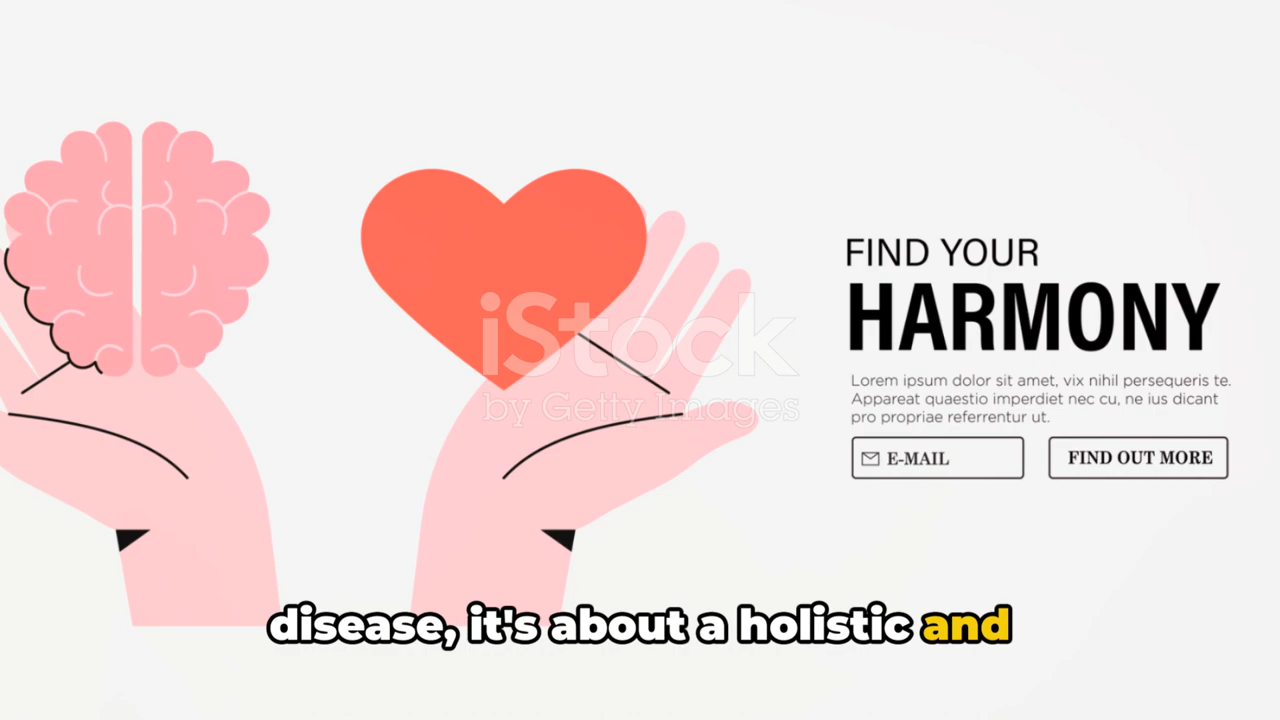 FIND YOUR
HARMONY
Lorem ipsum dolor sit amet, vix nihil persequeris te.
Appareat quaestio imperdiet nec cu, ne ius dicant
pro propriae referrentur ut.
E-MAIL FIND OUT MORE
iStock
by Getty Images
disease, it's about a holistic and